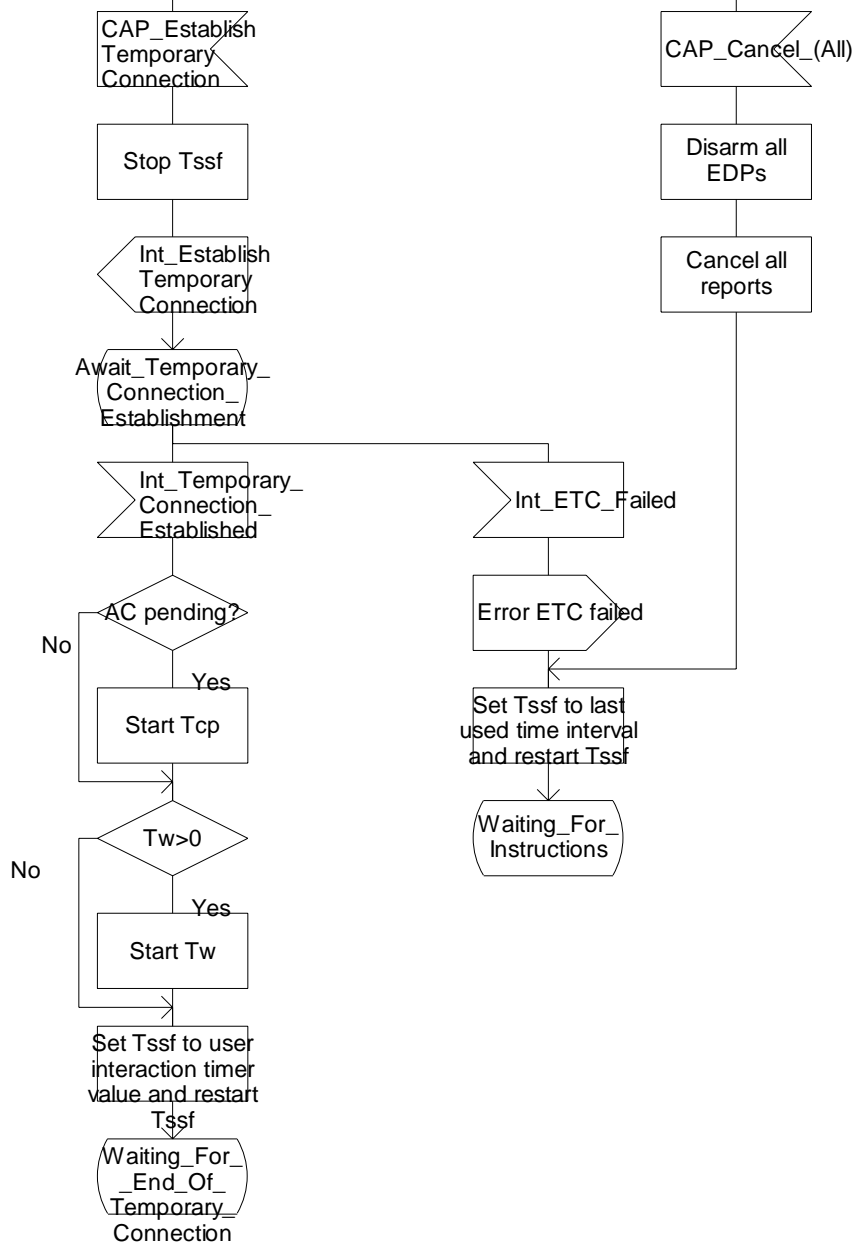 CAP_Establish
Temporary
Connection
CAP_Cancel_(All)
Stop Tssf
Disarm all
EDPs
Int_Establish
Temporary
Connection
Cancel all
reports
Await_Temporary_
Connection_
Establishment
Int_Temporary_
Connection_
Established
Int_ETC_Failed
AC pending?
Error ETC failed
No
Yes
Start Tcp
Set Tssf to last
used time interval
and restart Tssf
Tw>0
Waiting_For_
Instructions
No
Yes
Start Tw
Set Tssf to user
interaction timer
value and restart
Tssf
Waiting_For_
_End_Of_
Temporary_
Connection